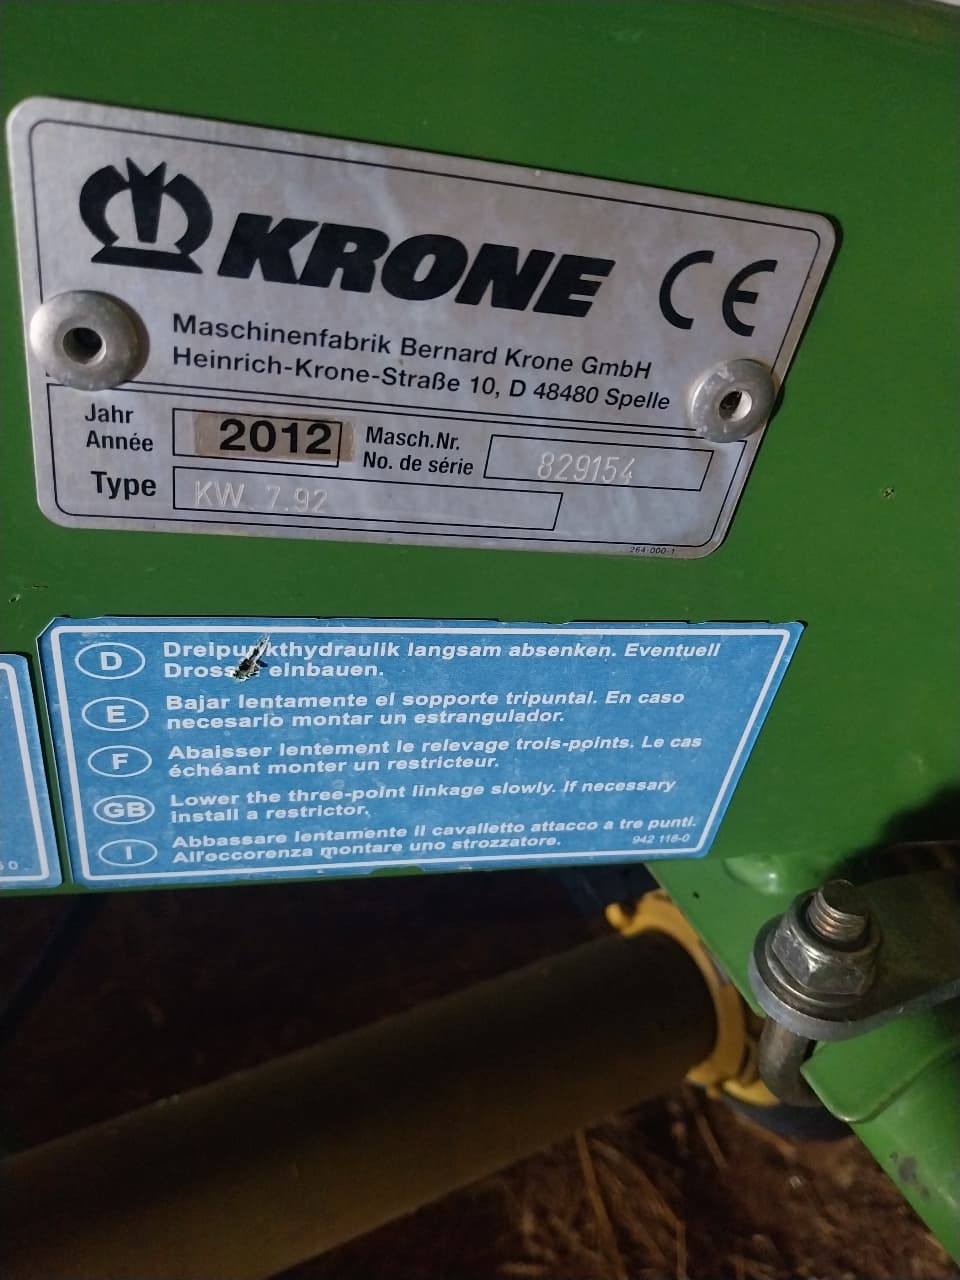 KRONE CE
Maschinenfabrik Bernard Krone GmbH
Heinrich-Krone-Straße 10, D 48480 Spelle
Jahr
Année
2012
Masch.Nr.
No. de série
829154
Type
KW 7.92
264-000-1
D
Dreipunkthydraulik langsam absenken. Eventuell
einbauen.
E
Bajar lentamente el sopporte tripuntal. En caso
necesario montar un estrangulador.
F
Abaisser lentement le relevage trois-points. Le cas
échéant monter un restricteur.
GB
Lower the three-point linkage slowly. If necessary
install a restrictor.
I
Abbassare lentamente il cavalletto attacco a tre punti.
All'occorenza montare uno strozzatore.
942 116-0